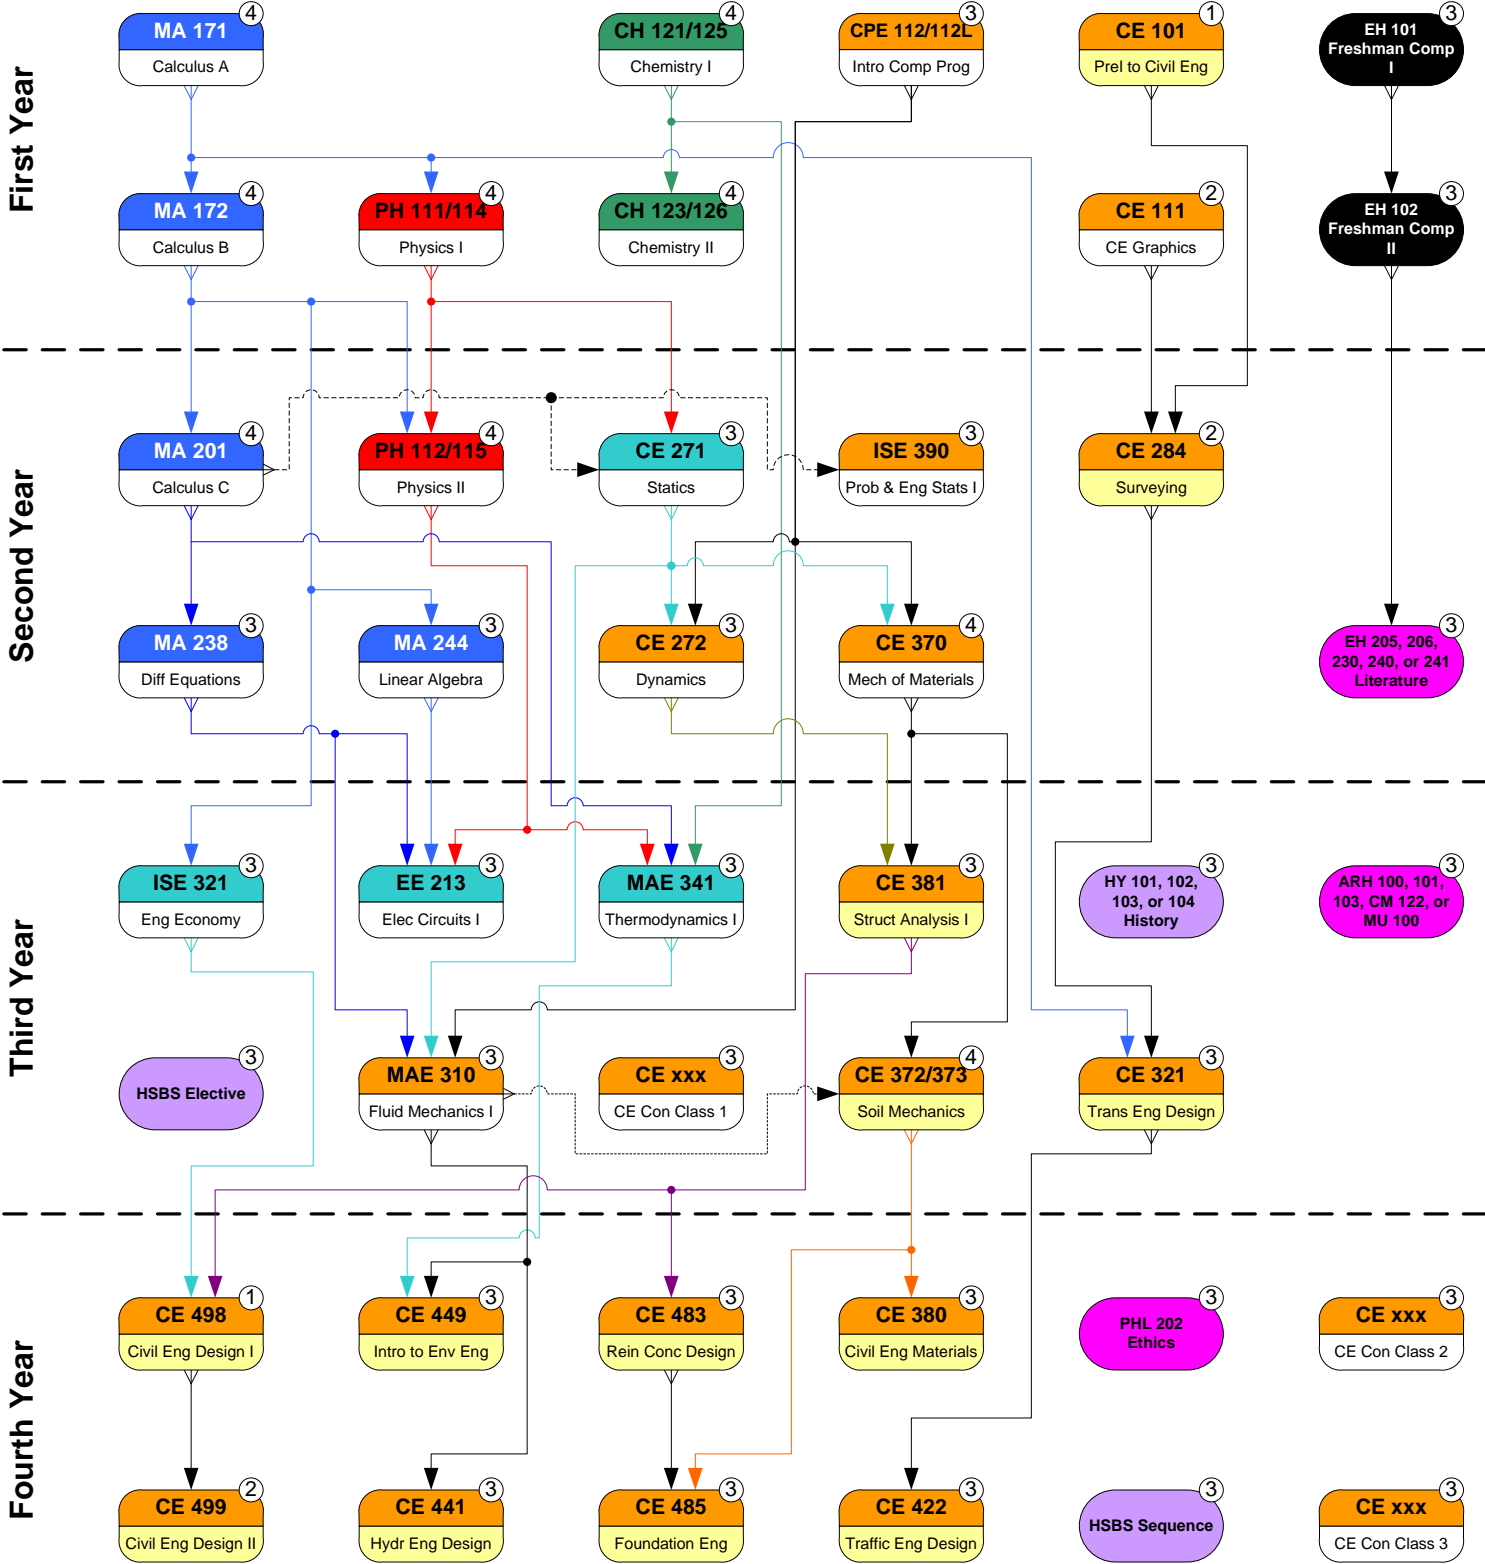 First Year
4
MA 171
Calculus A
4
CH 121/125
Chemistry I
3
CPE 112/112L
Intro Comp Prog
1
CE 101
Prel to Civil Eng
3
EH 101
Freshman Comp
I
4
MA 172
Calculus B
4
PH 111/114
Physics I
4
CH 123/126
Chemistry II
2
CE 111
CE Graphics
3
EH 102
Freshman Comp
II
Second Year
4
MA 201
Calculus C
4
PH 112/115
Physics II
3
CE 271
Statics
3
ISE 390
Prob & Eng Stats I
2
CE 284
Surveying
3
MA 238
Diff Equations
3
MA 244
Linear Algebra
3
CE 272
Dynamics
4
CE 370
Mech of Materials
3
EH 205, 206,
230, 240, or 241
Literature
Third Year
3
ISE 321
Eng Economy
3
EE 213
Elec Circuits I
3
MAE 341
Thermodynamics I
3
CE 381
Struct Analysis I
3
HY 101, 102,
103, or 104
History
3
ARH 100, 101,
103, CM 122, or
MU 100
3
HSBS Elective
3
MAE 310
Fluid Mechanics I
3
CE xxx
CE Con Class 1
4
CE 372/373
Soil Mechanics
3
CE 321
Trans Eng Design
Fourth Year
1
CE 498
Civil Eng Design I
3
CE 449
Intro to Env Eng
3
CE 483
Rein Conc Design
3
CE 380
Civil Eng Materials
3
PHL 202
Ethics
3
CE xxx
CE Con Class 2
2
CE 499
Civil Eng Design II
3
CE 441
Hydr Eng Design
3
CE 485
Foundation Eng
3
CE 422
Traffic Eng Design
3
HSBS Sequence
3
CE xxx
CE Con Class 3